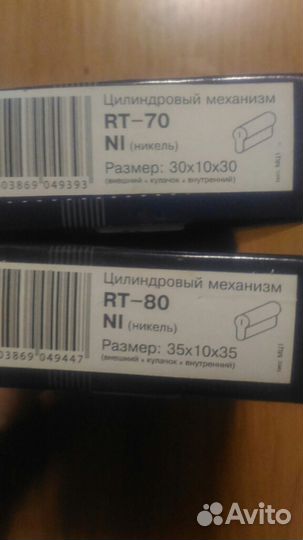 Цилиндровый механизм
RT-70
NI (никель)
Размер: 30x10x30
(внешний × кулачок × внутренний)
03869 049393
Цилиндровый механизм
RT-80
NI (никель)
Размер: 35x10x35
(внешний × кулачок × внутренний)
03869 049447
Avito